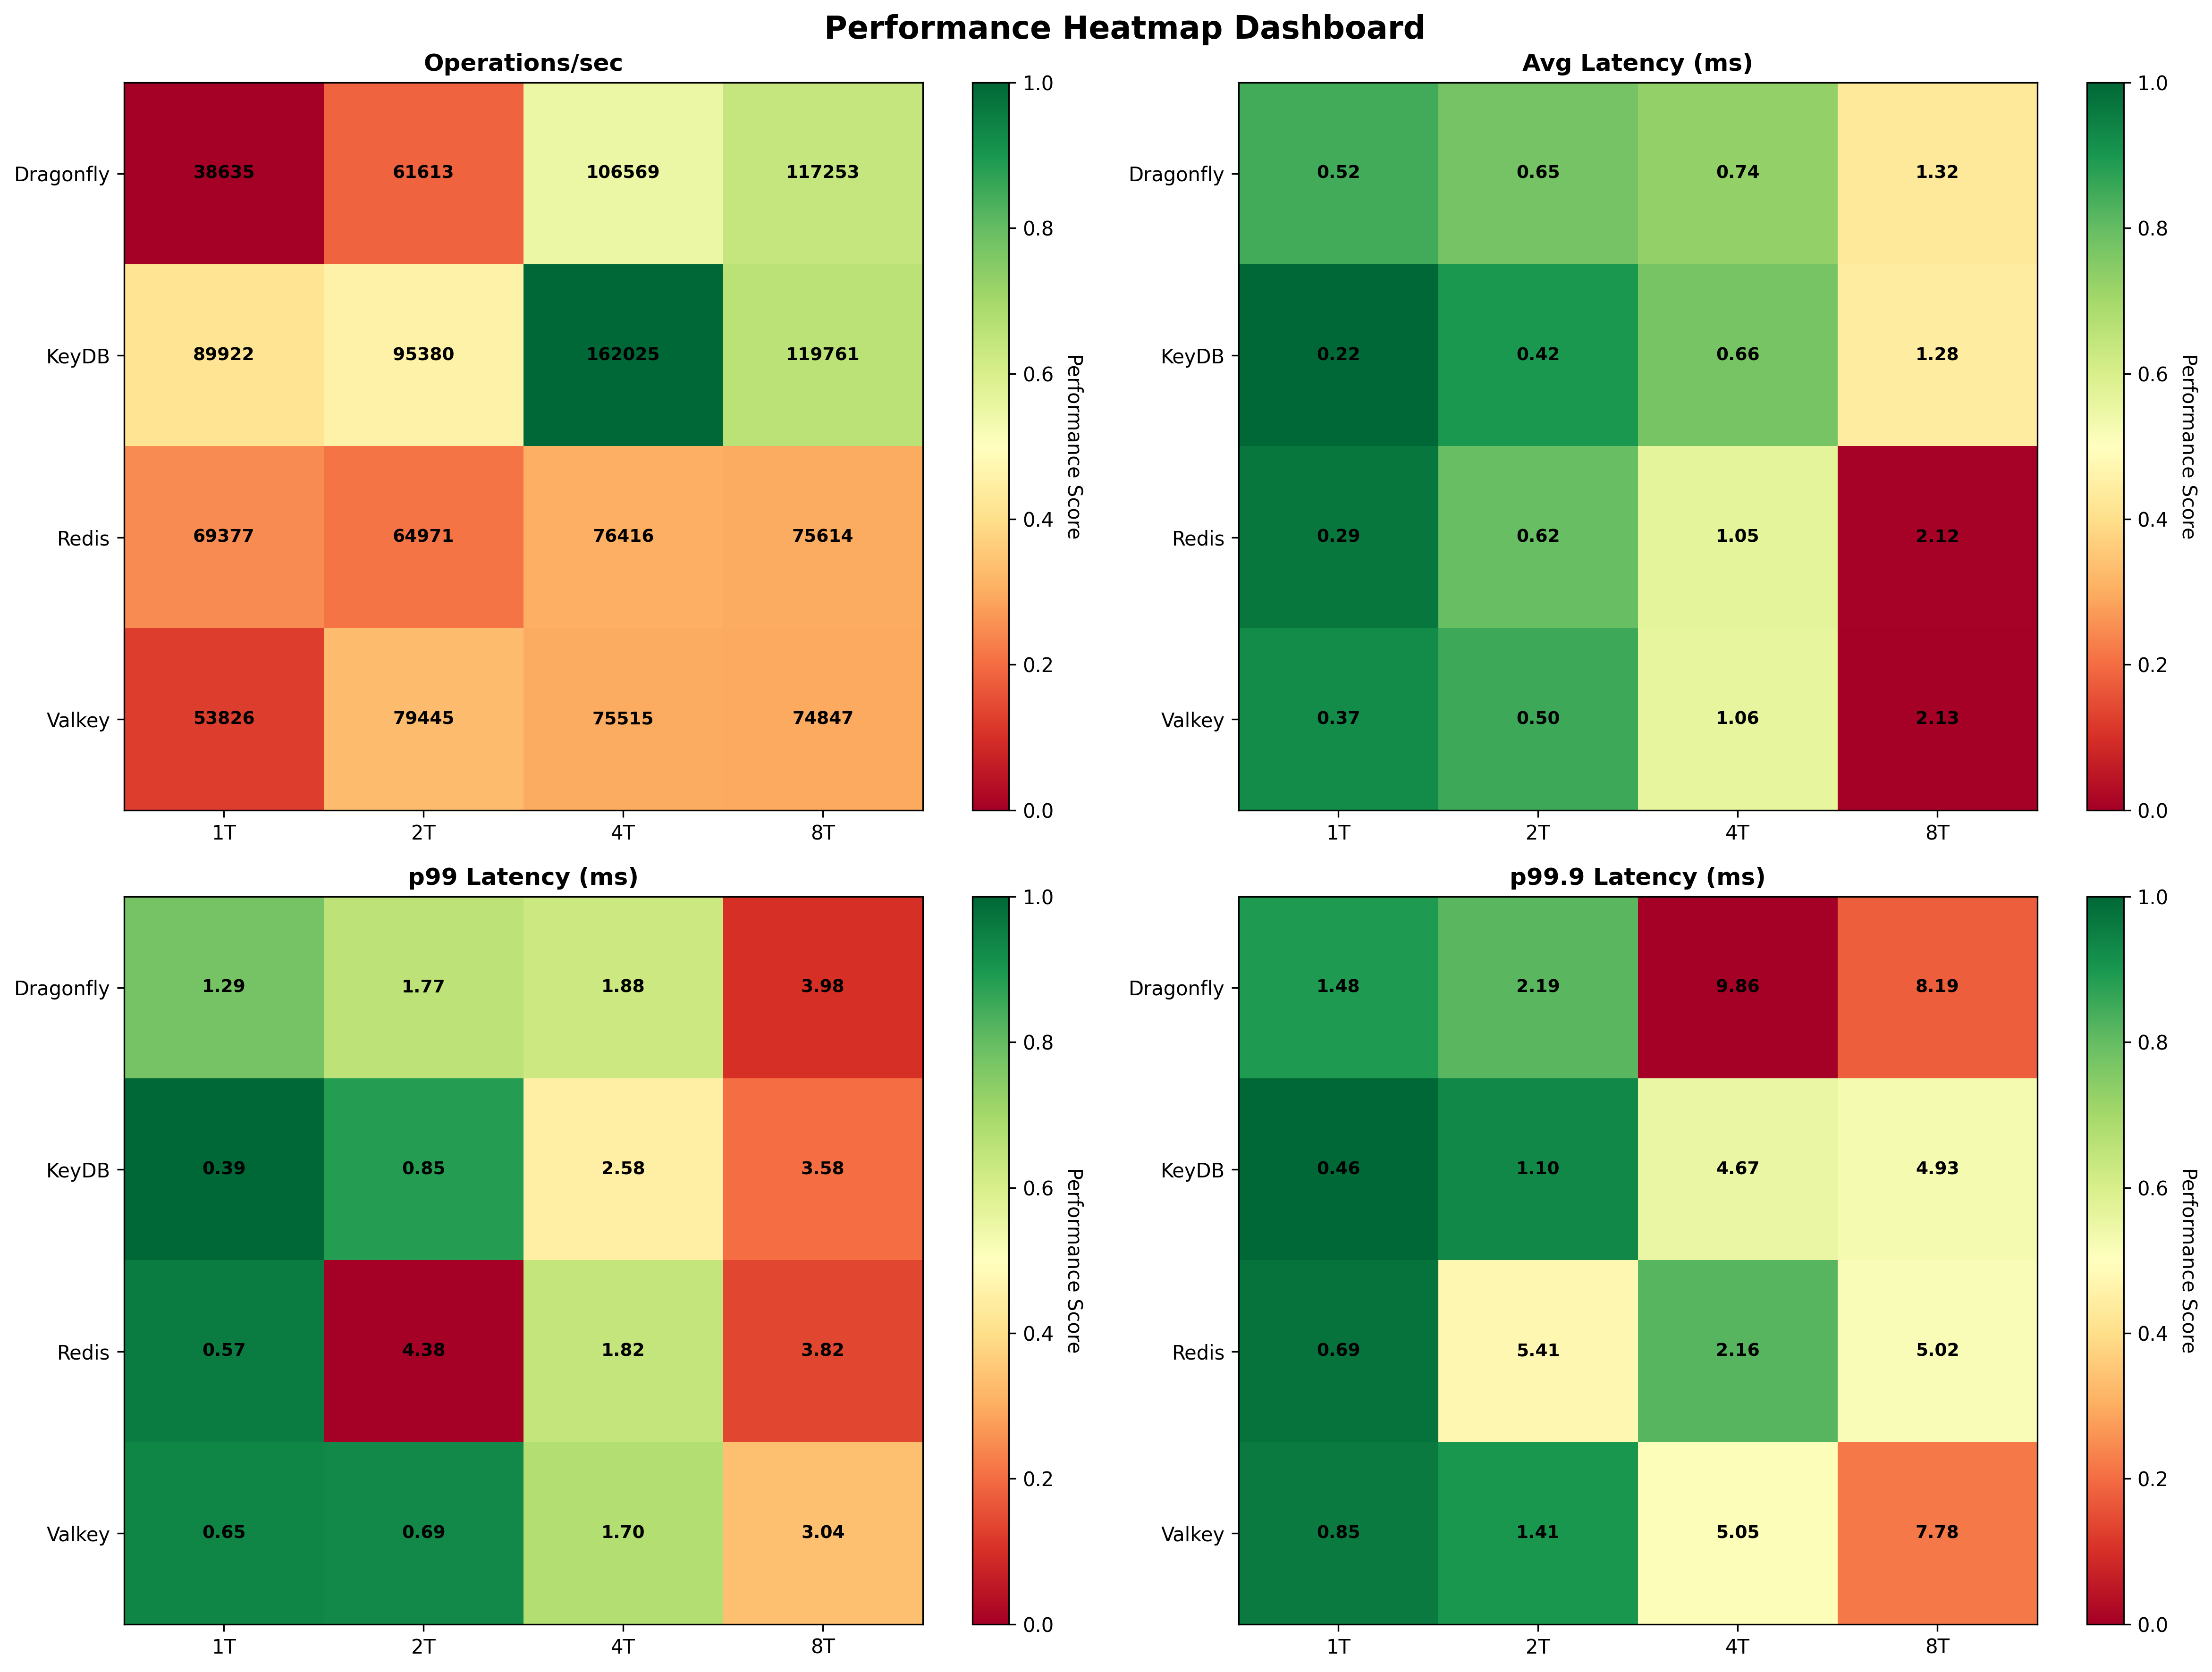 Performance Heatmap Dashboard
Operations/sec
Dragonfly 38635 61613 106569 117253
KeyDB 89922 95380 162025 119761
Redis 69377 64971 76416 75614
Valkey 53826 79445 75515 74847
1T 2T 4T 8T
1.0
0.8
0.6
0.4
0.2
0.0
Performance Score
Avg Latency (ms)
Dragonfly 0.52 0.65 0.74 1.32
KeyDB 0.22 0.42 0.66 1.28
Redis 0.29 0.62 1.05 2.12
Valkey 0.37 0.50 1.06 2.13
1T 2T 4T 8T
1.0
0.8
0.6
0.4
0.2
0.0
Performance Score
p99 Latency (ms)
Dragonfly 1.29 1.77 1.88 3.98
KeyDB 0.39 0.85 2.58 3.58
Redis 0.57 4.38 1.82 3.82
Valkey 0.65 0.69 1.70 3.04
1T 2T 4T 8T
1.0
0.8
0.6
0.4
0.2
0.0
Performance Score
p99.9 Latency (ms)
Dragonfly 1.48 2.19 9.86 8.19
KeyDB 0.46 1.10 4.67 4.93
Redis 0.69 5.41 2.16 5.02
Valkey 0.85 1.41 5.05 7.78
1T 2T 4T 8T
1.0
0.8
0.6
0.4
0.2
0.0
Performance Score